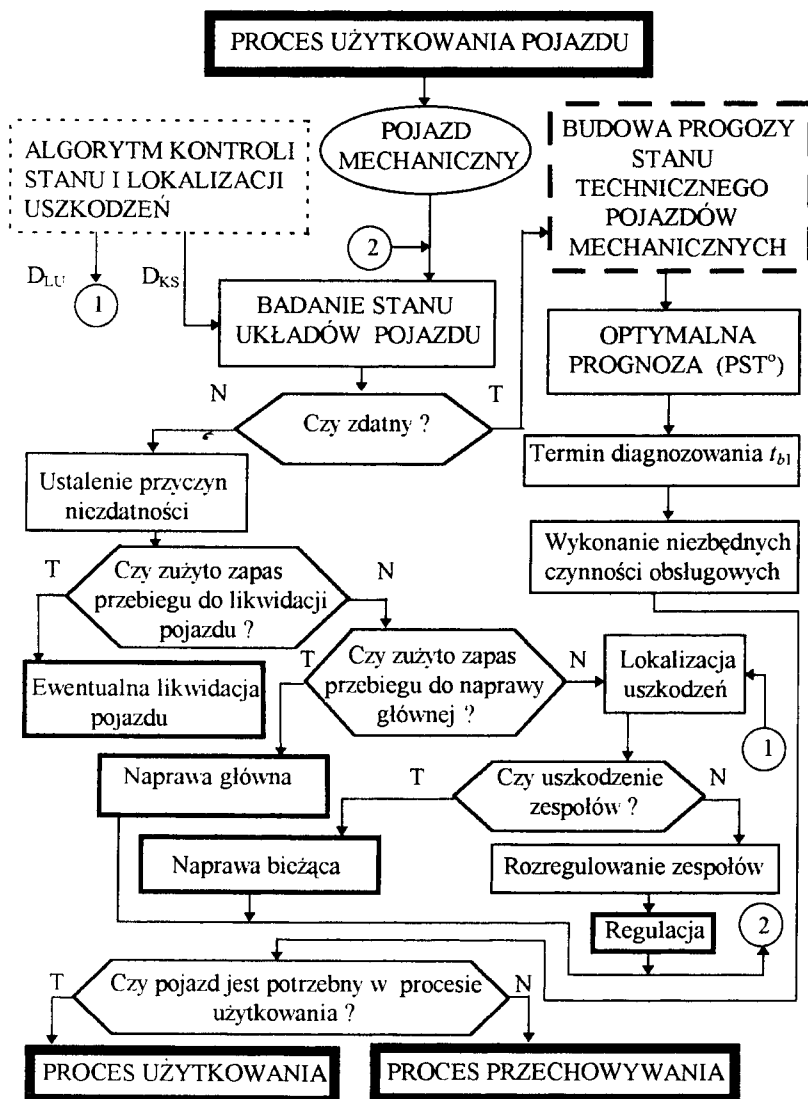 PROCES UŻYTKOWANIA POJAZDU
ALGORYTM KONTROLI
STANU I LOKALIZACJI
USZKODZEŃ
POJAZD
MECHANICZNY
BUDOWA PROGOZY
STANU
TECHNICZNEGO
POJAZDÓW
MECHANICZNYCH
2
D_LU
1
D_KS
BADANIE STANU
UKŁADÓW POJAZDU
OPTYMALNA
PROGNOZA (PST°)
N
Czy zdatny ?
T
Termin diagnozowania t_b1
Ustalenie przyczyn
niezdatności
Wykonanie niezbędnych
czynności obsługowych
T
Czy zużyto zapas
przebiegu do likwidacji
pojazdu ?
N
Ewentualna likwidacja
pojazdu
T
Czy zużyto zapas
przebiegu do naprawy
głównej ?
N
Lokalizacja
uszkodzeń
1
Naprawa główna
T
Czy uszkodzenie
zespołów ?
N
Naprawa bieżąca
Rozregulowanie zespołów
Regulacja
2
T
Czy pojazd jest potrzebny w procesie
użytkowania ?
N
PROCES UŻYTKOWANIA
PROCES PRZECHOWYWANIA